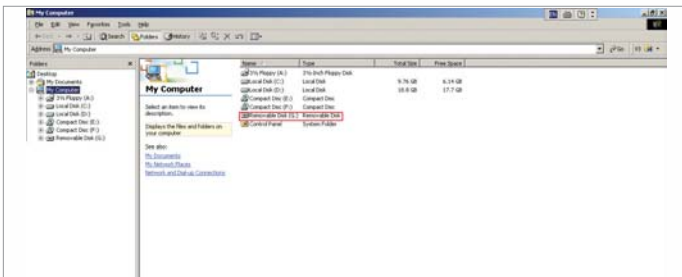 My Computer
File Edit View Favorites Tools Help
Search Folders History
Address My Computer Go
Folders
Desktop
My Documents
My Computer
3½ Floppy (A:)
Local Disk (C:)
Local Disk (D:)
Compact Disc (E:)
Compact Disc (F:)
Removable Disk (G:)
My Computer
Select an item to view its
description.
Displays the files and folders on
your computer
See also:
My Documents
My Network Places
Network and Dial-up Connections
Name Type Total Size Free Space
3½ Floppy (A:) 3½-Inch Floppy Disk
Local Disk (C:) Local Disk 9.76 GB 6.14 GB
Local Disk (D:) Local Disk 18.8 GB 17.7 GB
Compact Disc (E:) Compact Disc
Compact Disc (F:) Compact Disc
Removable Disk (G:) Removable Disk
Control Panel System Folder